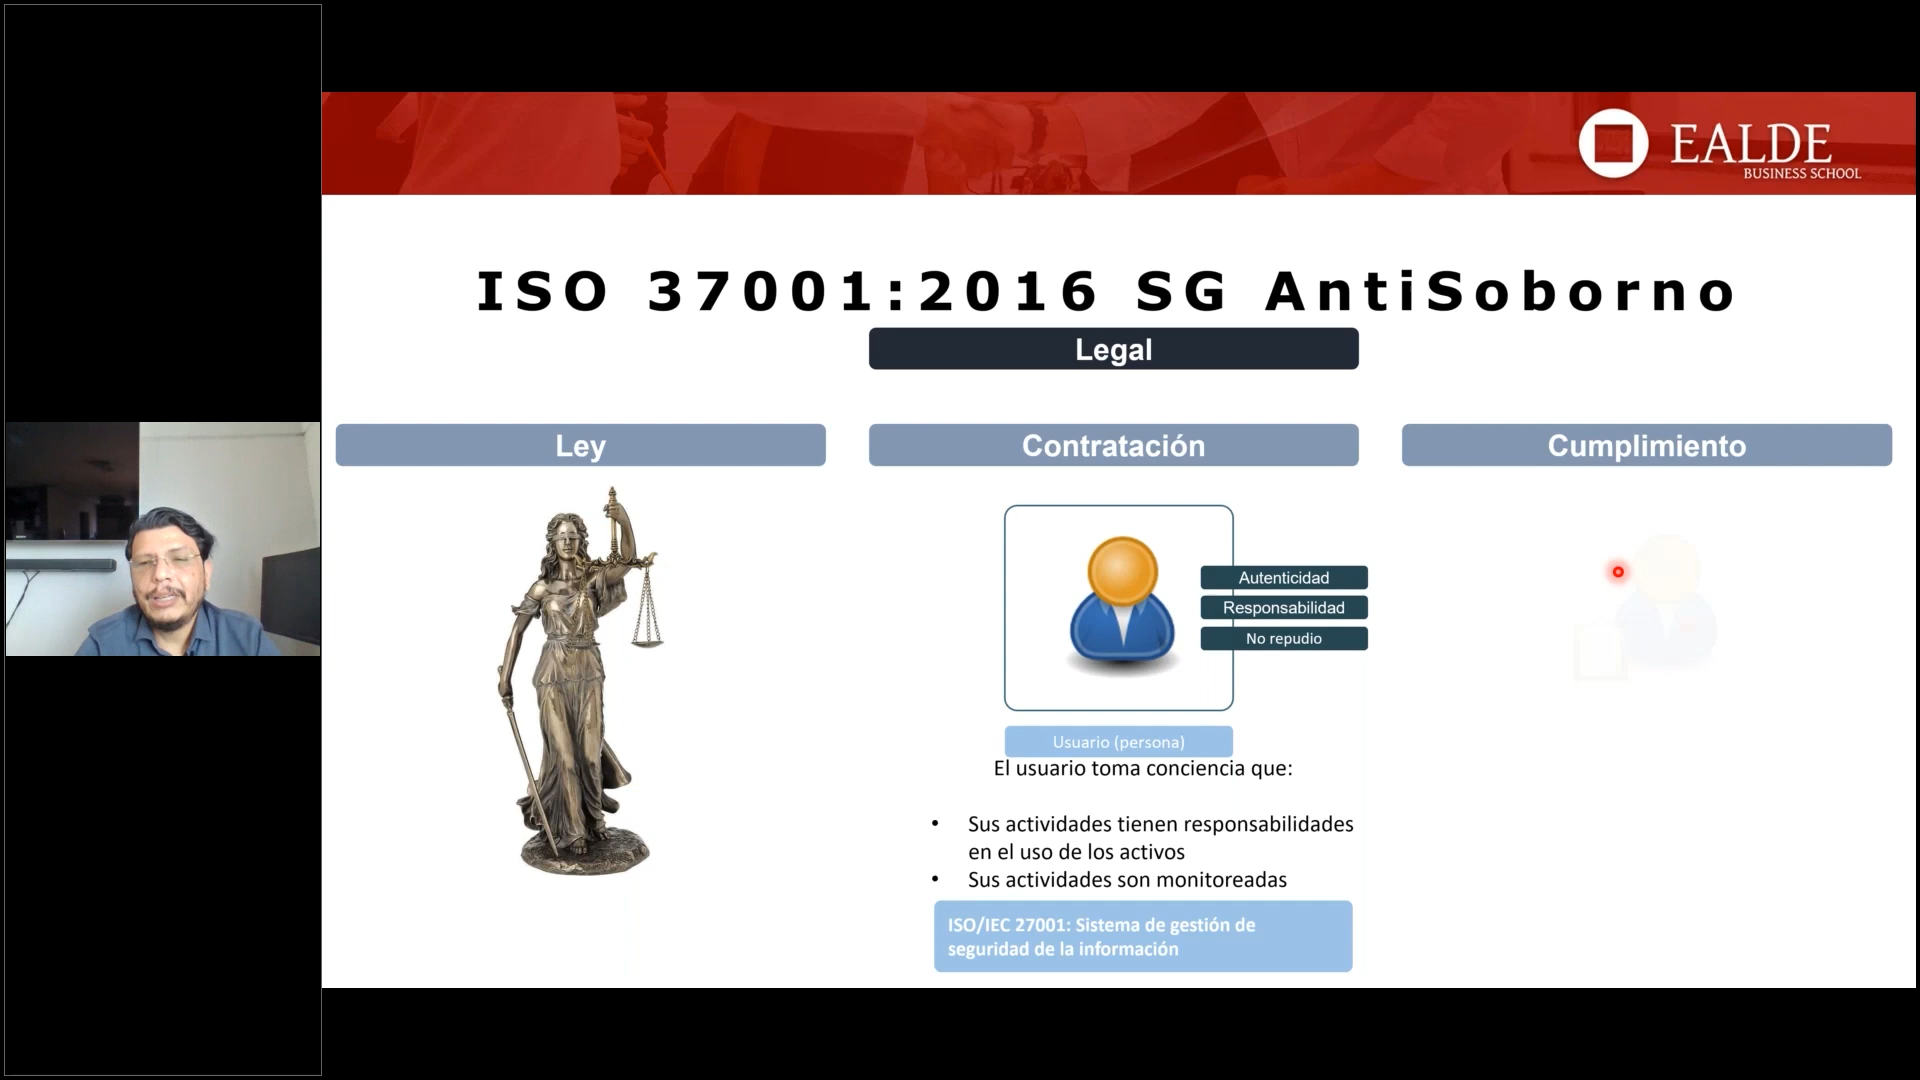 EALDE
BUSINESS SCHOOL
ISO 37001:2016 SG AntiSoborno
Legal
Ley
Contratación
Cumplimiento
Autenticidad
Responsabilidad
No repudio
Usuario (persona)
El usuario toma conciencia que:
• Sus actividades tienen responsabilidades
en el uso de los activos
• Sus actividades son monitoreadas
ISO/IEC 27001: Sistema de gestión de
seguridad de la información